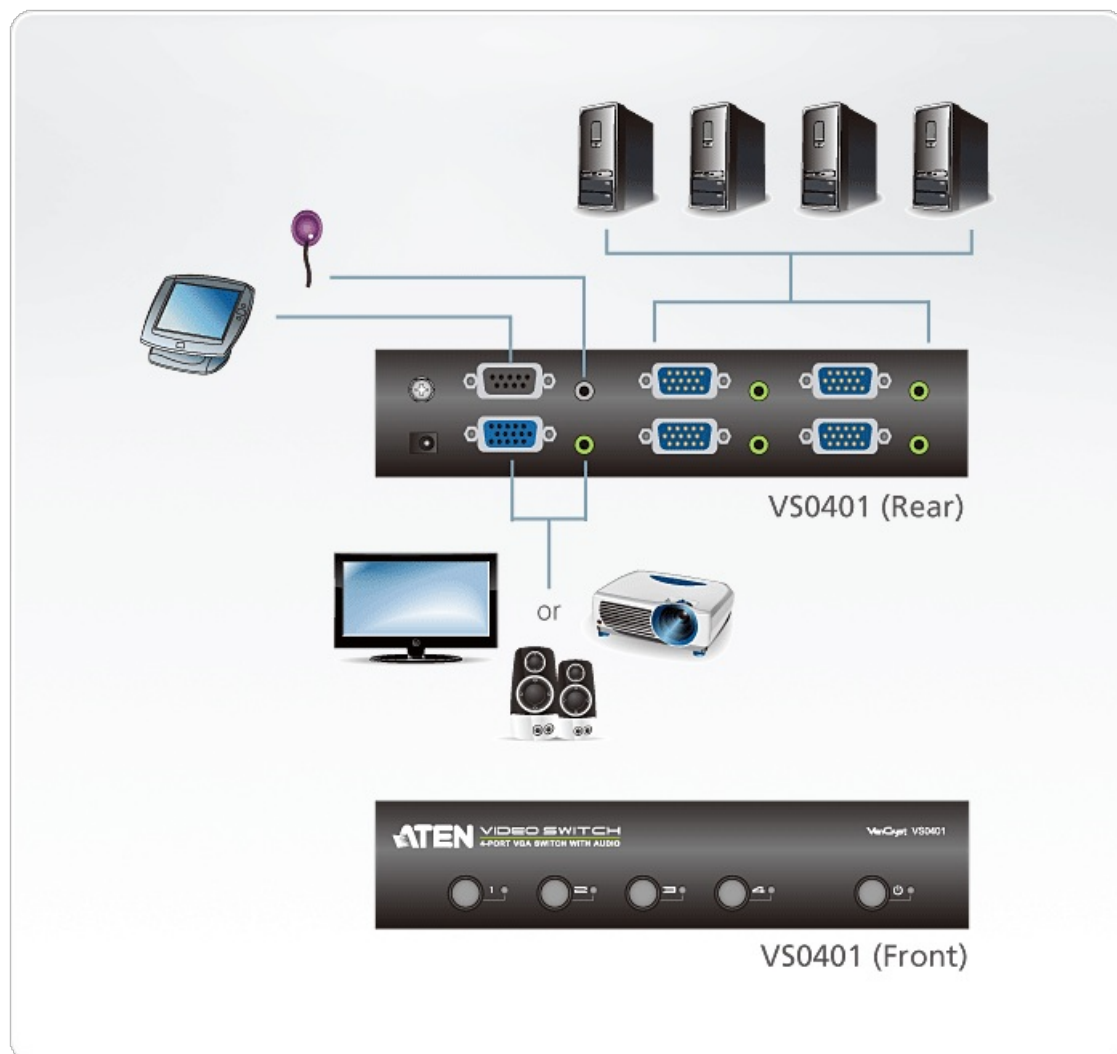 VS0401 (Rear)
or
ATEN VIDEO SWITCH
4-PORT VGA SWITCH WITH AUDIO
VanCryst VS0401
1 2 3 4
VS0401 (Front)